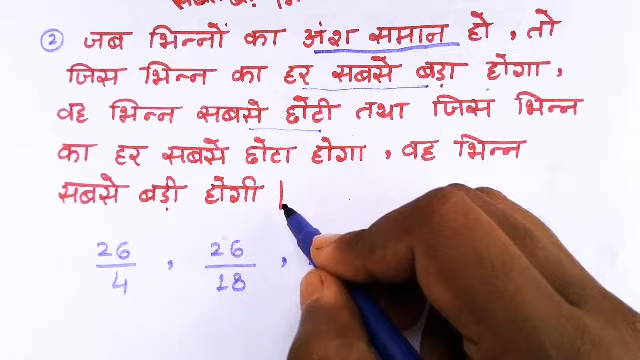 ② जब भिन्नों का अंश समान हो, तो
जिस भिन्न का हर सबसे बड़ा होगा,
वह भिन्न सबसे छोटी तथा जिस भिन्न
का हर सबसे छोटा होगा, वह भिन्न
सबसे बड़ी होगी |
26/4 , 26/18 ,